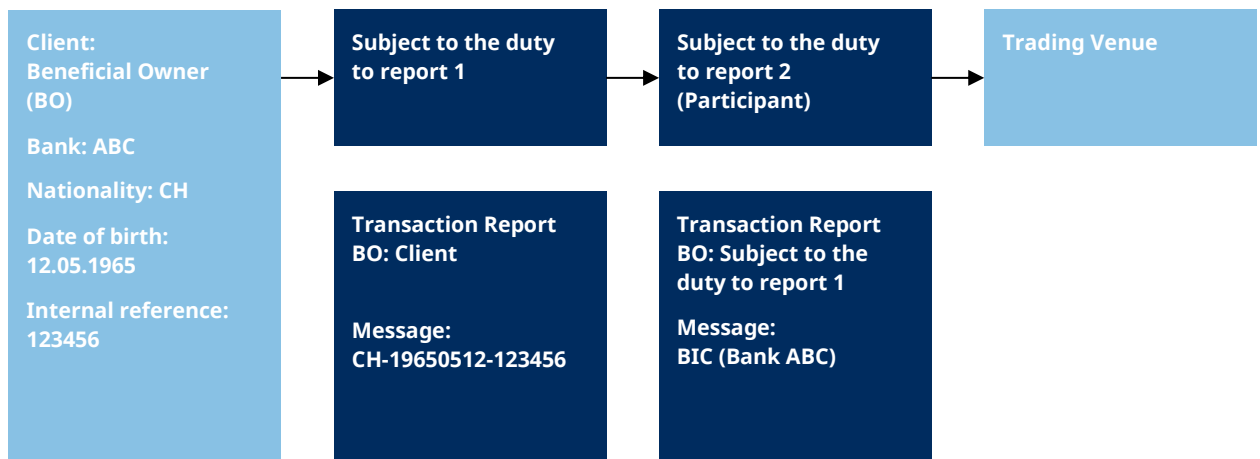 Client:
Beneficial Owner
(BO)
Bank: ABC
Nationality: CH
Date of birth:
12.05.1965
Internal reference:
123456
Subject to the duty
to report 1
Subject to the duty
to report 2
(Participant)
Trading Venue
Transaction Report
BO: Client
Message:
CH-19650512-123456
Transaction Report
BO: Subject to the
duty to report 1
Message:
BIC (Bank ABC)